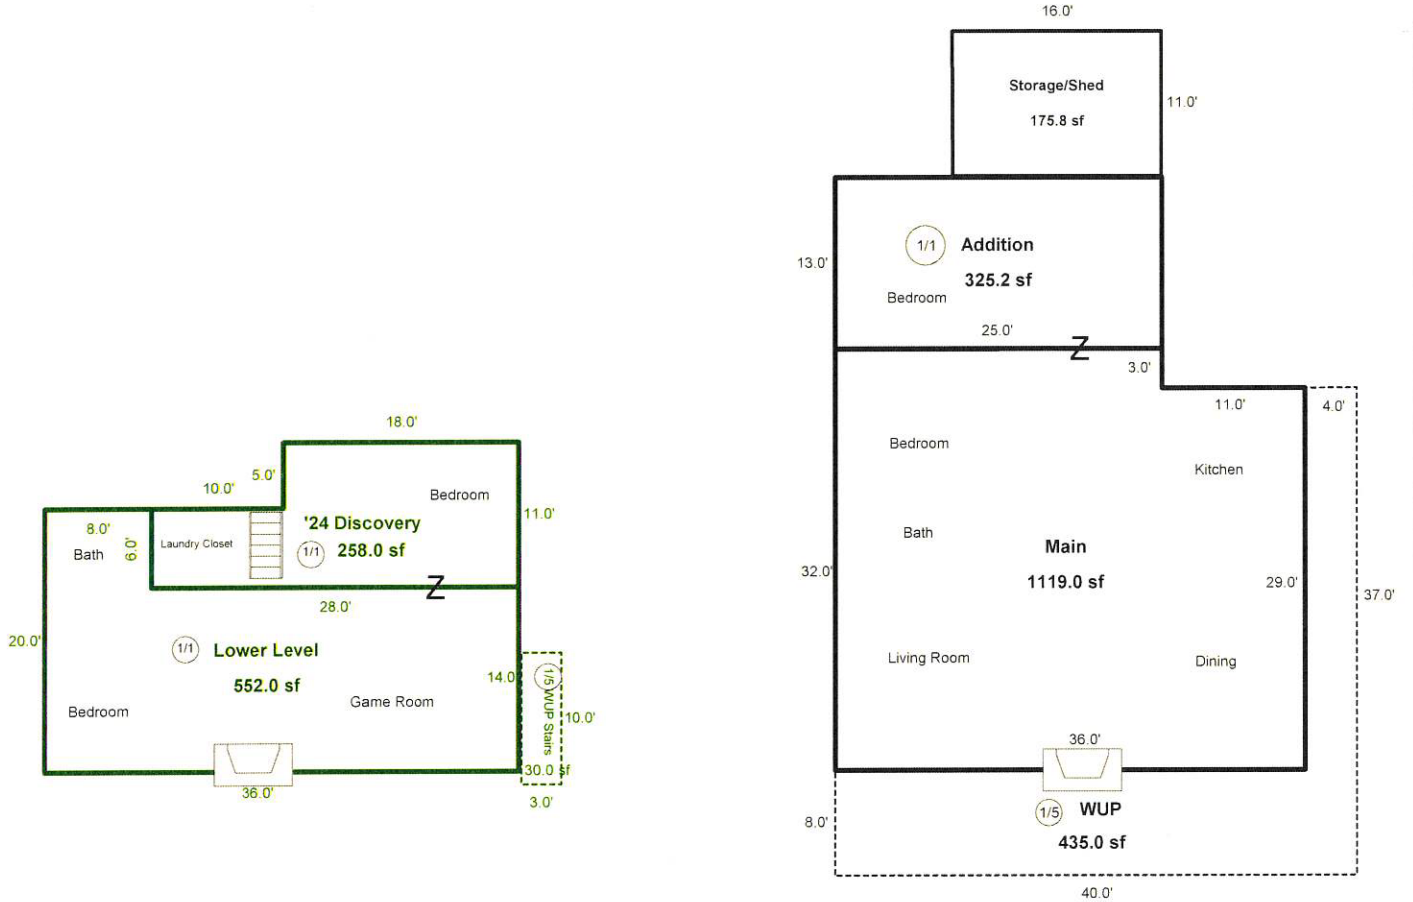 16.0'
Storage/Shed
175.8 sf
11.0'
1/1
Addition
325.2 sf
13.0'
Bedroom
25.0'
Z
3.0'
11.0'
4.0'
Bedroom
Kitchen
Bath
Main
1119.0 sf
32.0'
29.0'
37.0'
Living Room
Dining
36.0'
8.0'
1/5
WUP
435.0 sf
40.0'
18.0'
5.0'
10.0'
Bedroom
8.0'
'24 Discovery
11.0'
Bath
6.0'
Laundry Closet
1/1
258.0 sf
Z
28.0'
20.0'
1/1
Lower Level
552.0 sf
14.0
1/5
WUP Stairs
Game Room
Bedroom
10.0'
30.0 sf
36.0'
3.0'